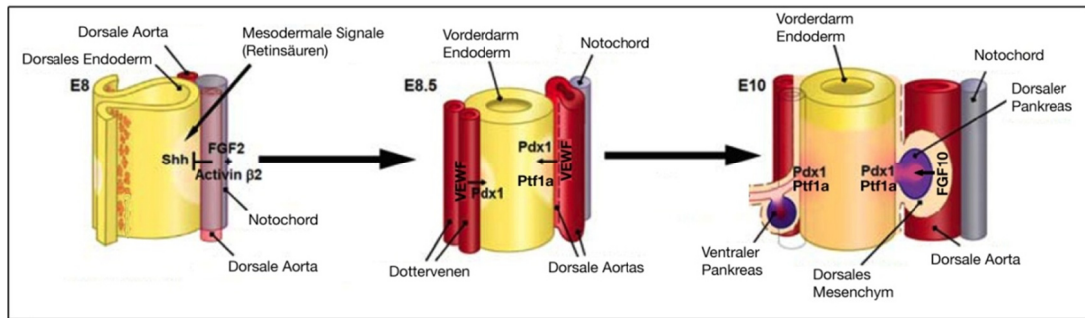 Dorsale Aorta
Mesodermale Signale
(Retinsäuren)
Dorsales Endoderm
E8
Shh
FGF2
+
Activin β2
Notochord
Dorsale Aorta
Vorderdarm
Endoderm
Notochord
E8.5
VEWF
Pdx1
Pdx1
Ptf1a
VEWF
Dottervenen
Dorsale Aortas
Vorderdarm
Endoderm
Notochord
E10
Dorsaler
Pankreas
Pdx1
Ptf1a
Pdx1
Ptf1a
FGF10
Ventraler
Pankreas
Dorsales
Mesenchym
Dorsale Aorta